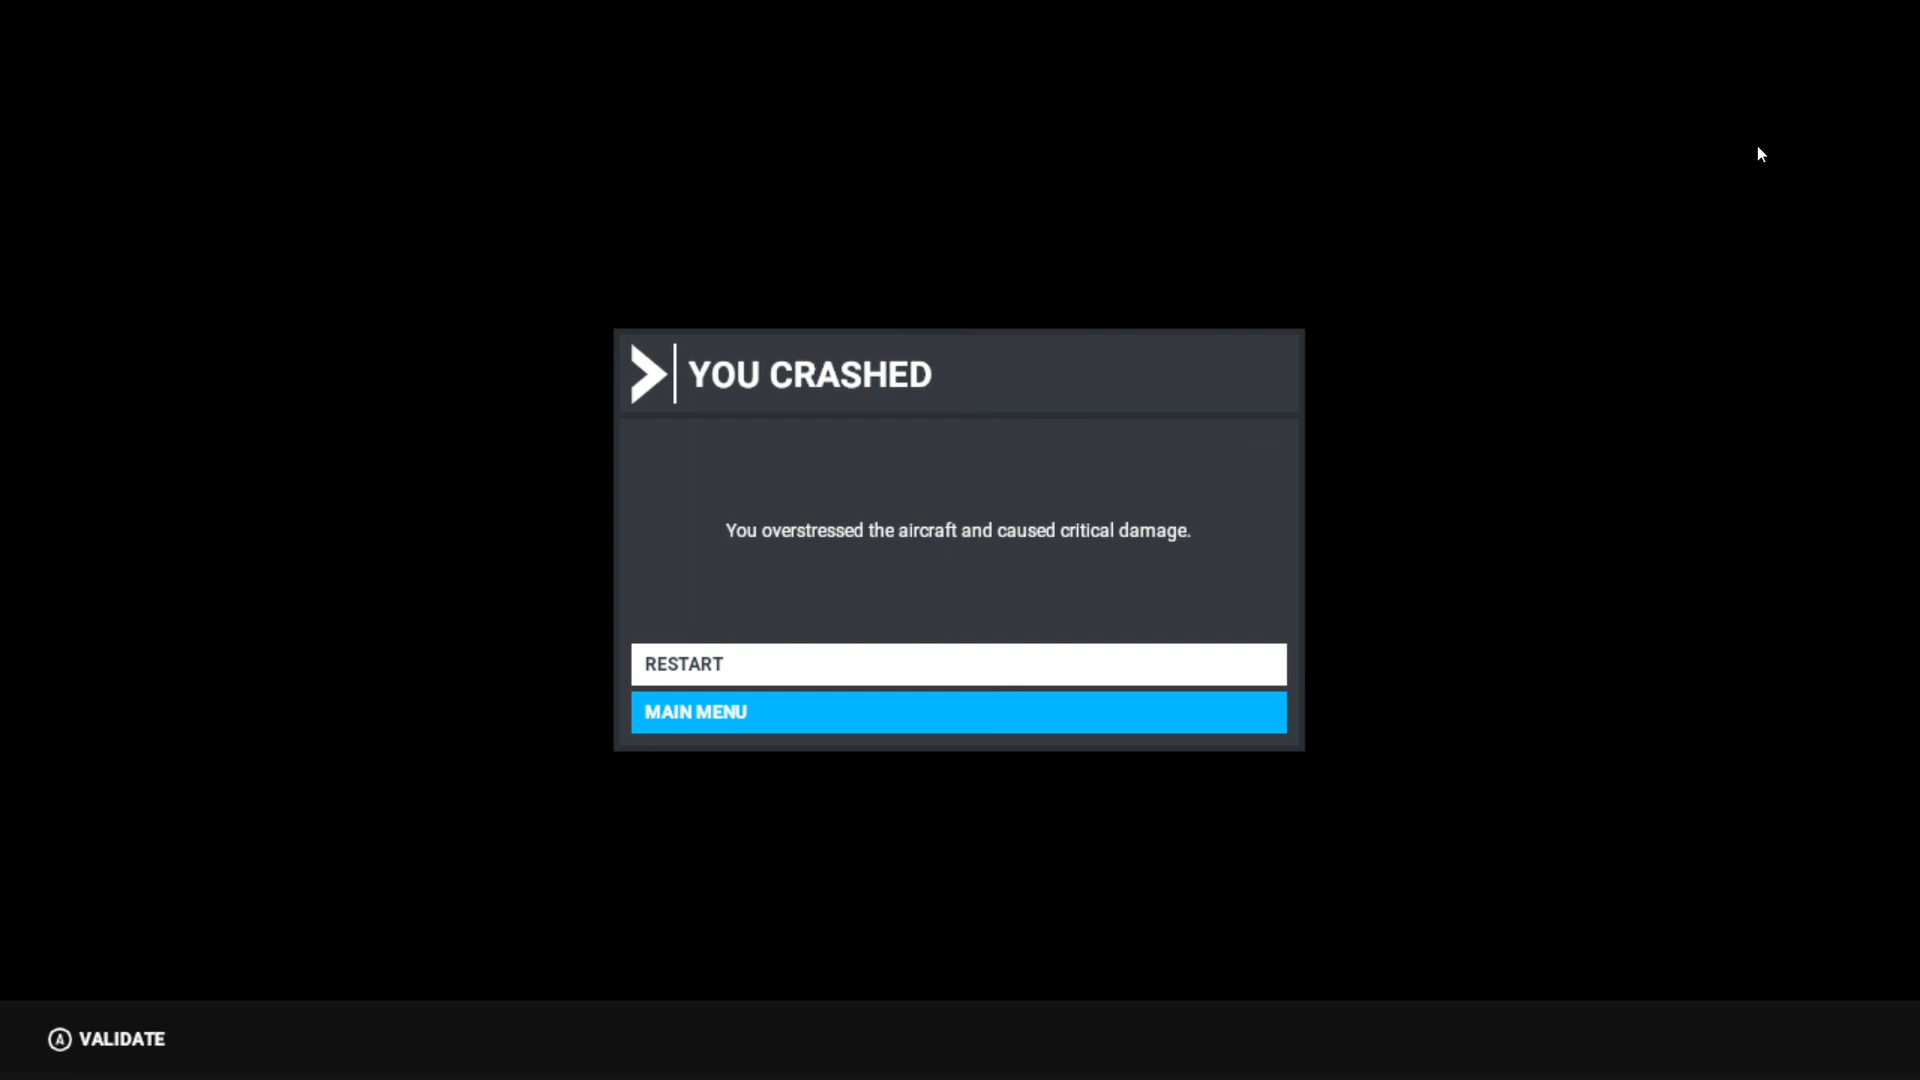 YOU CRASHED
You overstressed the aircraft and caused critical damage.
RESTART
MAIN MENU
A VALIDATE